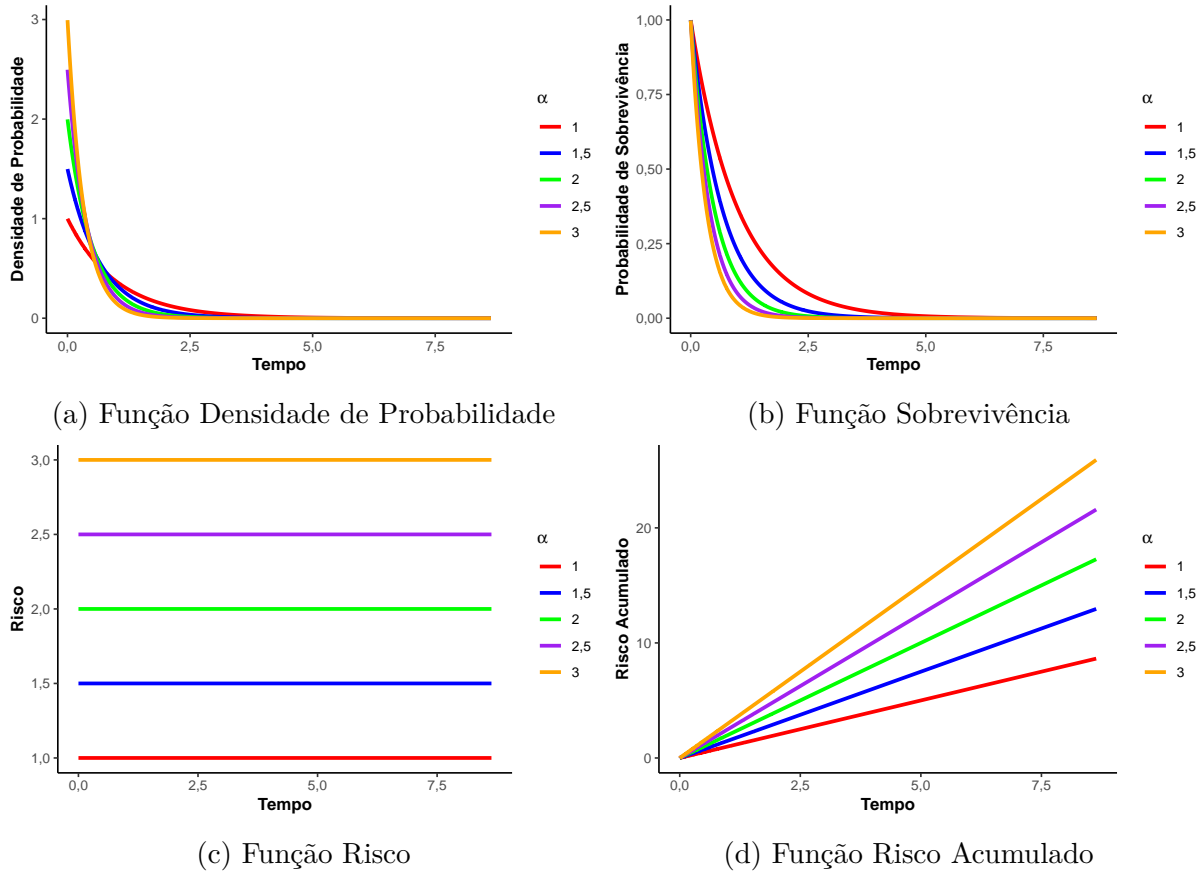 Densidade de Probabilidade
3
2
1
0
0,0 2,5 5,0 7,5
Tempo
α
1
1,5
2
2,5
3
(a) Função Densidade de Probabilidade
Probabilidade de Sobrevivência
1,00
0,75
0,50
0,25
0,00
0,0 2,5 5,0 7,5
Tempo
α
1
1,5
2
2,5
3
(b) Função Sobrevivência
Risco
3,0
2,5
2,0
1,5
1,0
0,0 2,5 5,0 7,5
Tempo
α
1
1,5
2
2,5
3
(c) Função Risco
Risco Acumulado
20
10
0
0,0 2,5 5,0 7,5
Tempo
α
1
1,5
2
2,5
3
(d) Função Risco Acumulado